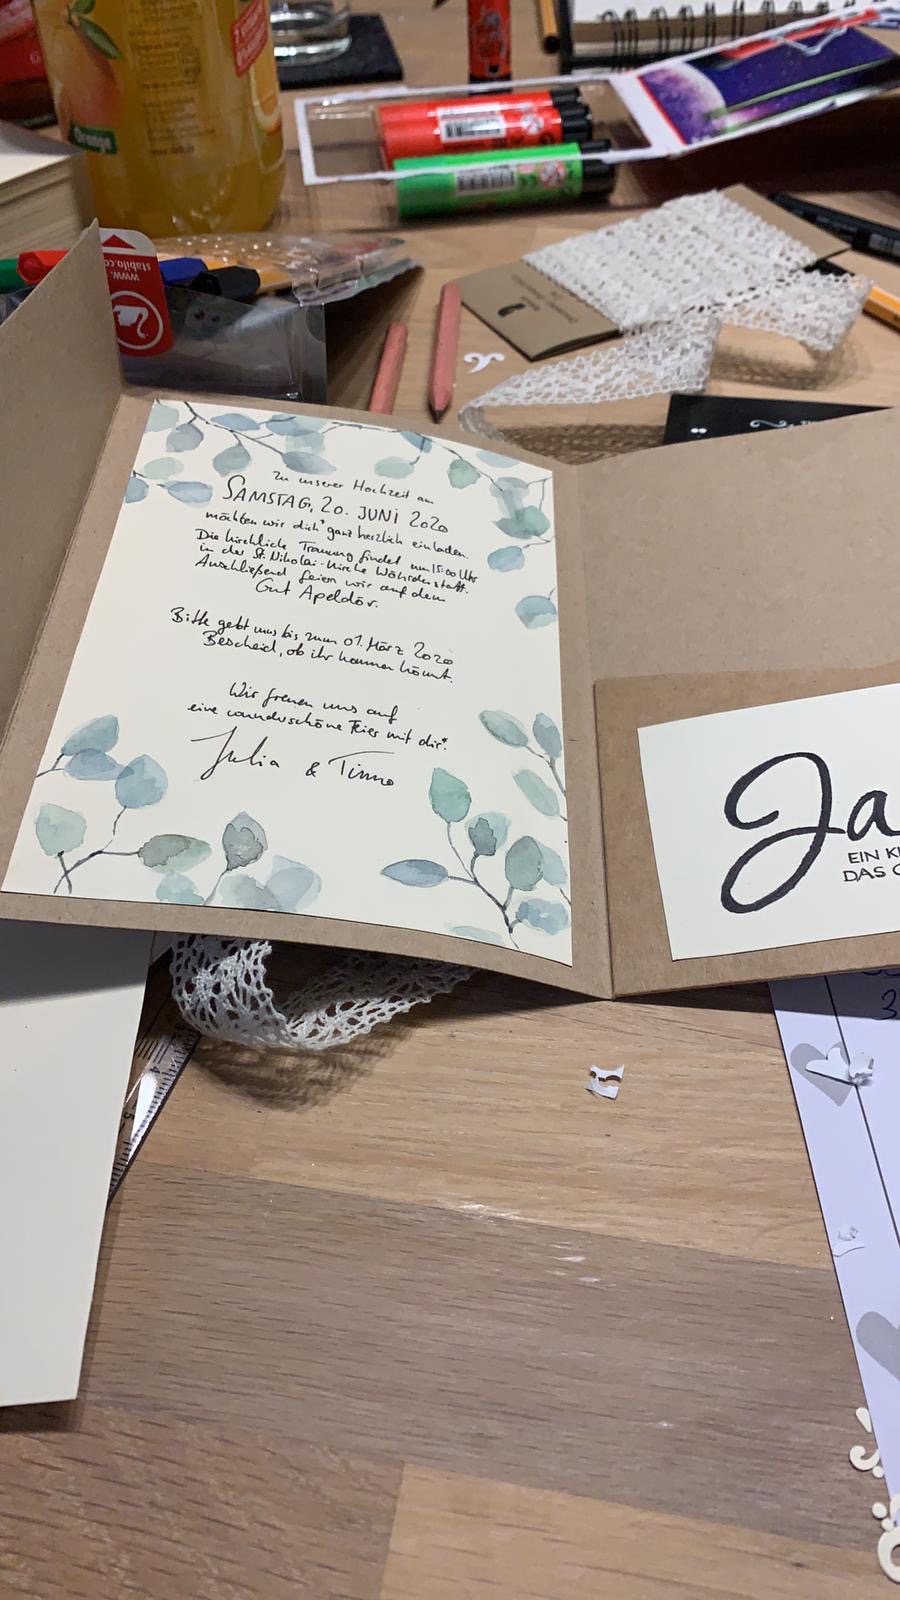 Orange
www.stabilo.co
Zu unserer Hochzeit am
SAMSTAG, 20. JUNI 2020
möchten wir dich* ganz herzlich einladen.
Die kirchliche Trauung findet um 15:00 Uhr
in der St. Nikolai-Kirche Wöhrden statt.
Anschließend feiern wir auf dem
Gut Apeldör.
Bitte gebt uns bis zum 01. März 2020
Bescheid, ob ihr kommen könnt.
Wir freuen uns auf
eine wunderschöne Feier mit dir*.
Julia & Timo
Ja
EIN K
DAS
3